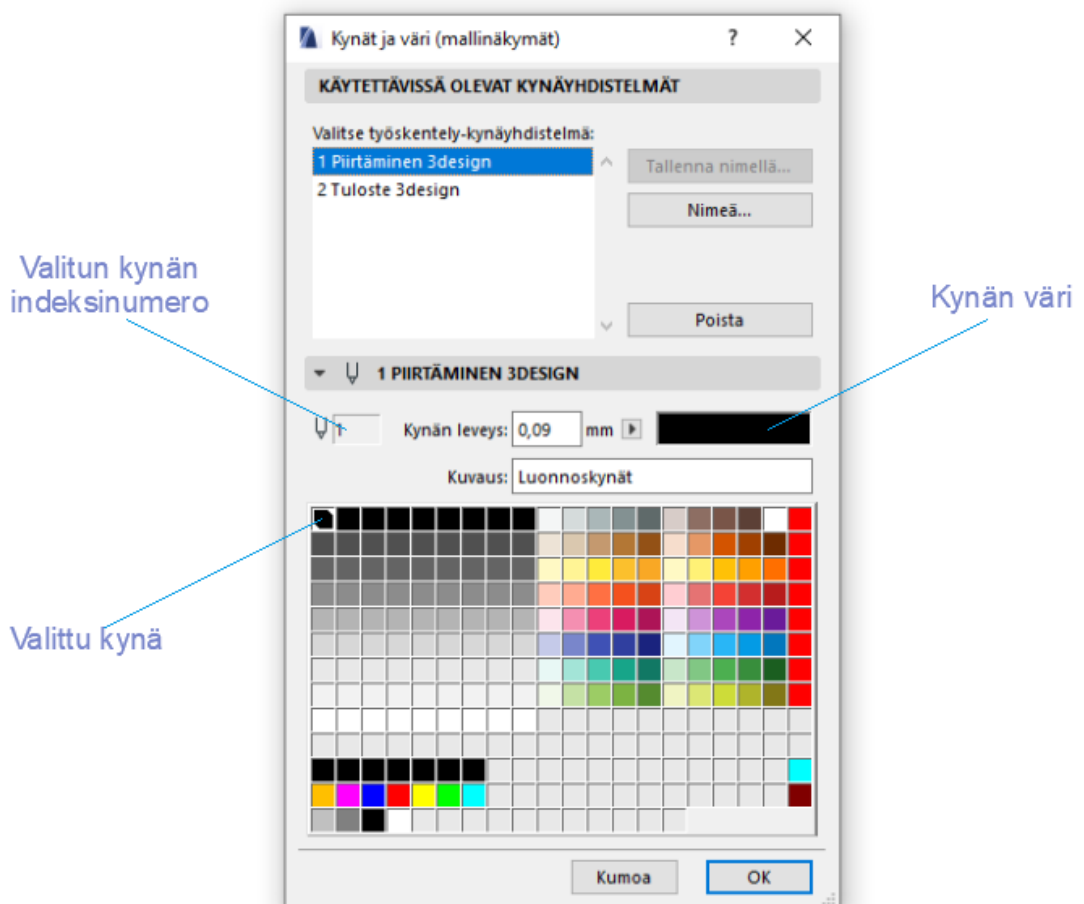 Kynät ja väri (mallinäkymät) ?
KÄYTETTÄVISSÄ OLEVAT KYNÄYHDISTELMÄT
Valitse työskentely-kynäyhdistelmä:
1 Piirtäminen 3design
2 Tuloste 3design
Tallenna nimellä...
Nimeä...
Poista
Valitun kynän
indeksinumero
Kynän väri
1 PIIRTÄMINEN 3DESIGN
1 Kynän leveys: 0,09 mm
Kuvaus: Luonnoskynät
Valittu kynä
Kumoa OK